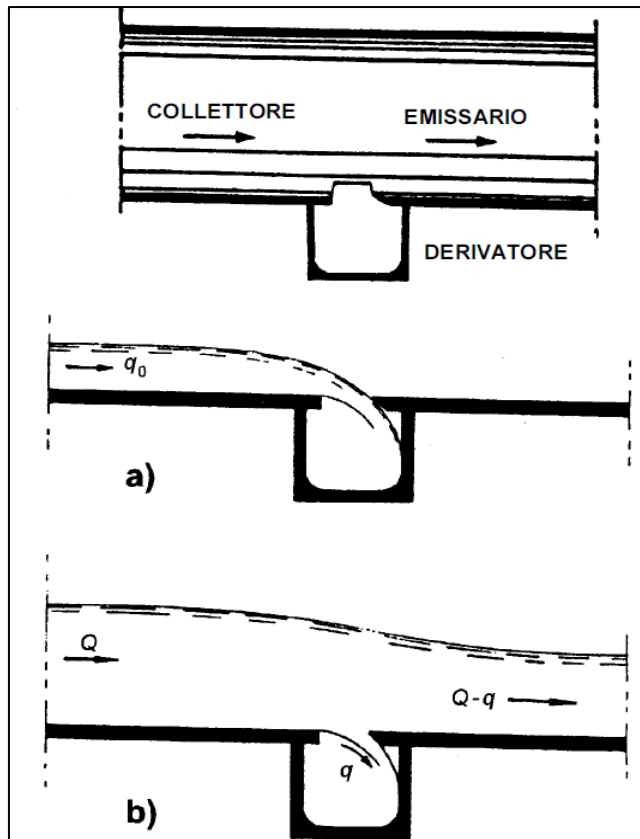 COLLETTORE EMISSARIO
DERIVATORE
q₀
a)
Q
Q-q
q
b)